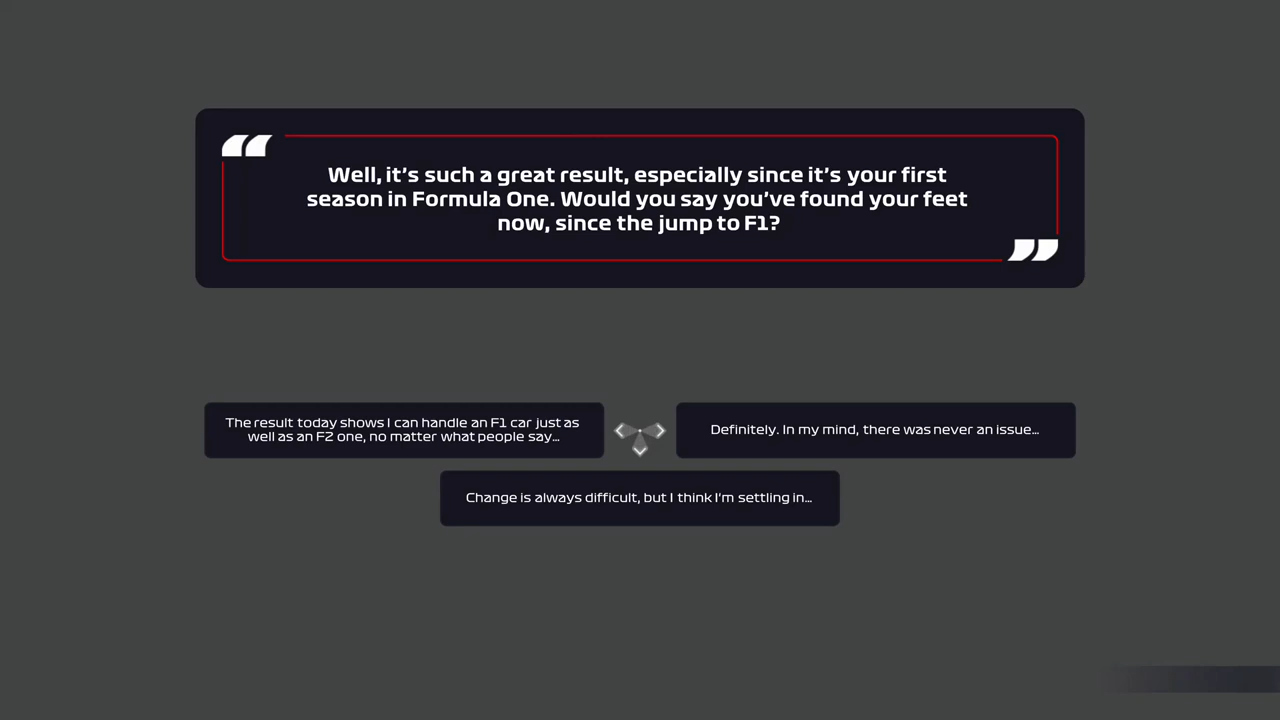 Well, it's such a great result, especially since it's your first
season in Formula One. Would you say you've found your feet
now, since the jump to F1?
The result today shows I can handle an F1 car just as
well as an F2 one, no matter what people say...
Definitely. In my mind, there was never an issue...
Change is always difficult, but I think I'm settling in...